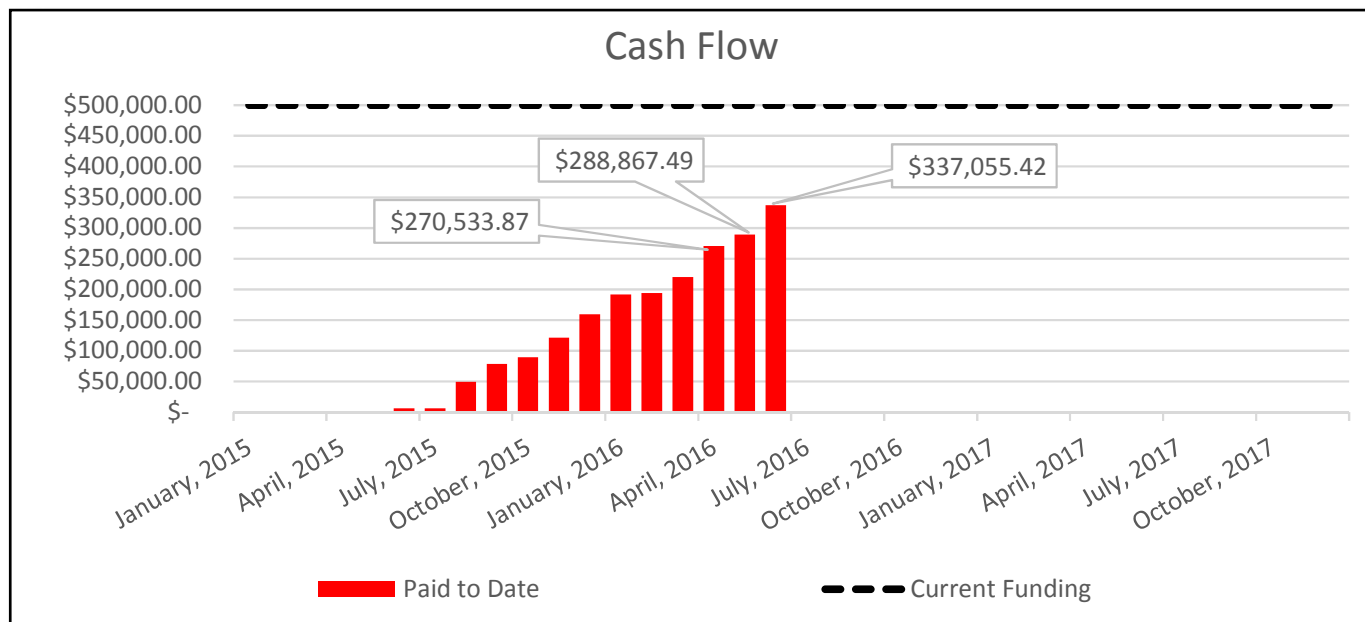 Cash Flow
$500,000.00
$450,000.00
$400,000.00
$350,000.00
$300,000.00
$250,000.00
$200,000.00
$150,000.00
$100,000.00
$50,000.00
$-
$288,867.49
$337,055.42
$270,533.87
January, 2015
April, 2015
July, 2015
October, 2015
January, 2016
April, 2016
July, 2016
October, 2016
January, 2017
April, 2017
July, 2017
October, 2017
Paid to Date
Current Funding